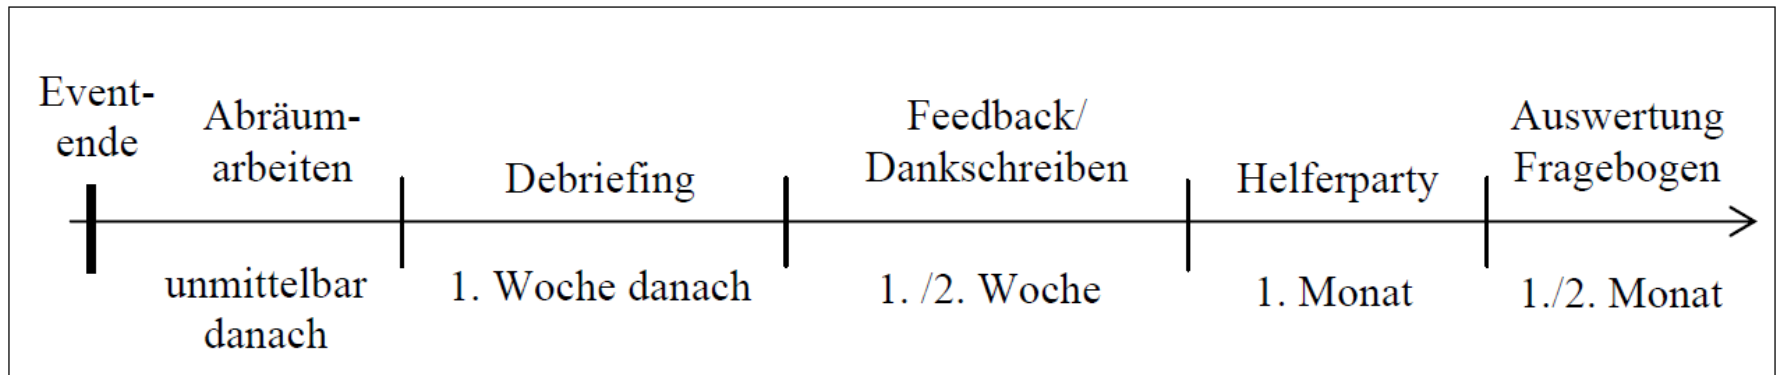 Event-
ende
Abräum-
arbeiten
Debriefing
Feedback/
Dankschreiben
Helferparty
Auswertung
Fragebogen
unmittelbar
danach
1. Woche danach
1. /2. Woche
1. Monat
1./2. Monat